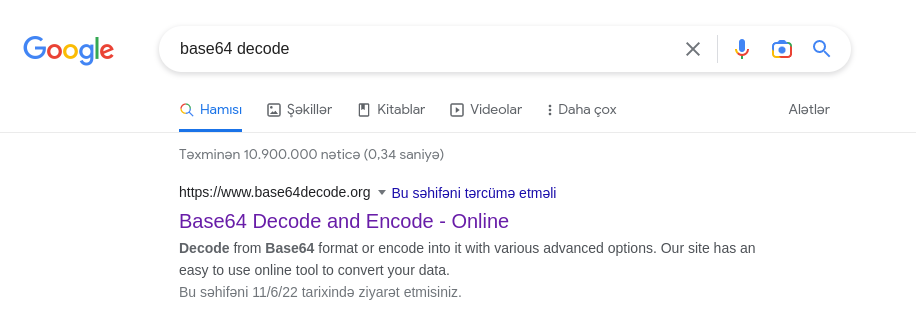 Google
base64 decode
Hamısı Şəkillər Kitablar Videolar Daha çox Alətlər
Təxminən 10.900.000 nəticə (0,34 saniyə)
https://www.base64decode.org Bu səhifəni tərcümə etməli
Base64 Decode and Encode - Online
Decode from Base64 format or encode into it with various advanced options. Our site has an
easy to use online tool to convert your data.
Bu səhifəni 11/6/22 tarixində ziyarət etmisiniz.